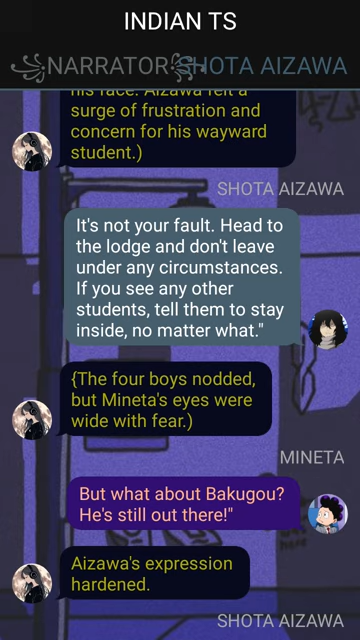 INDIAN TS
NARRATOR
SHOTA AIZAWA
his face. Aizawa felt a
surge of frustration and
concern for his wayward
student.)
SHOTA AIZAWA
It's not your fault. Head to
the lodge and don't leave
under any circumstances.
If you see any other
students, tell them to stay
inside, no matter what."
{The four boys nodded,
but Mineta's eyes were
wide with fear.)
MINETA
But what about Bakugou?
He's still out there!"
Aizawa's expression
hardened.
SHOTA AIZAWA